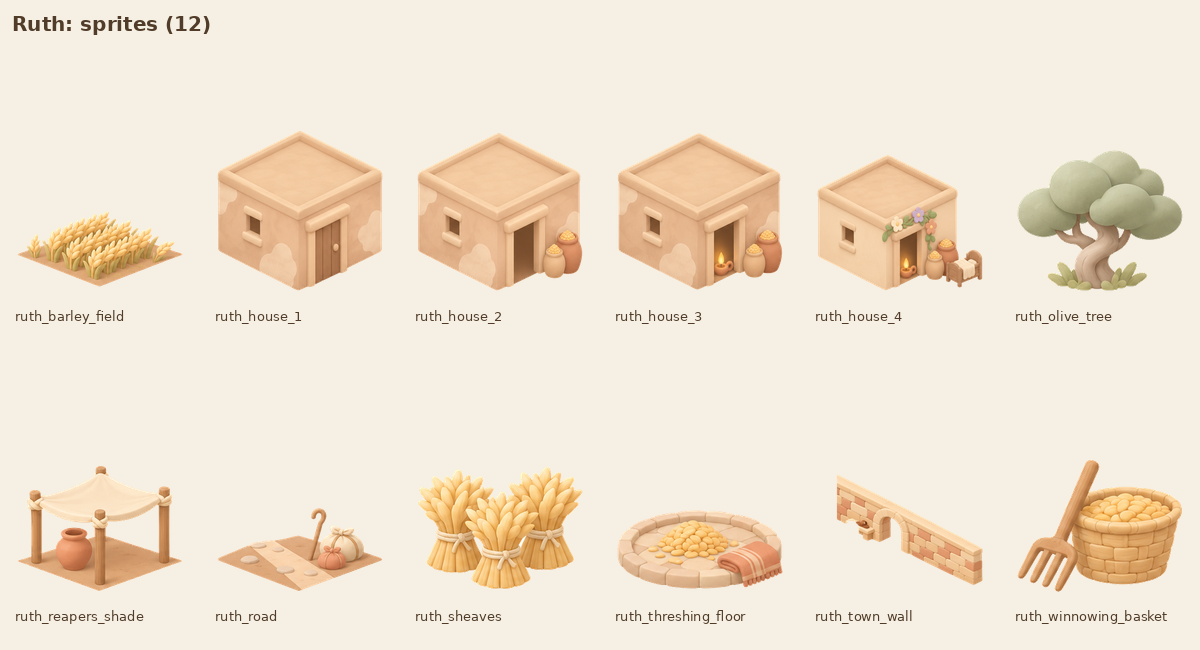 Ruth: sprites (12)
ruth_barley_field
ruth_house_1
ruth_house_2
ruth_house_3
ruth_house_4
ruth_olive_tree
ruth_reapers_shade
ruth_road
ruth_sheaves
ruth_threshing_floor
ruth_town_wall
ruth_winnowing_basket